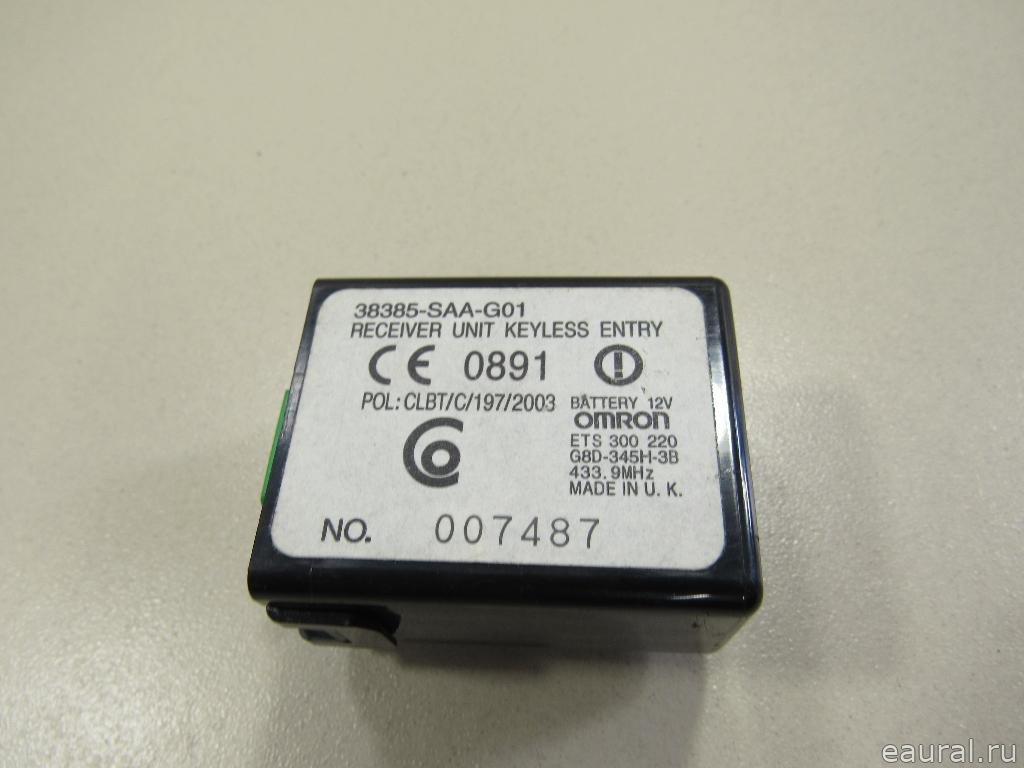 38385-SAA-G01
RECEIVER UNIT KEYLESS ENTRY
CE 0891
POL: CLBT/C/197/2003
BATTERY 12V
OMRON
ETS 300 220
G8D-345H-3B
433.9MHz
MADE IN U. K.
NO. 007487
eaural.ru